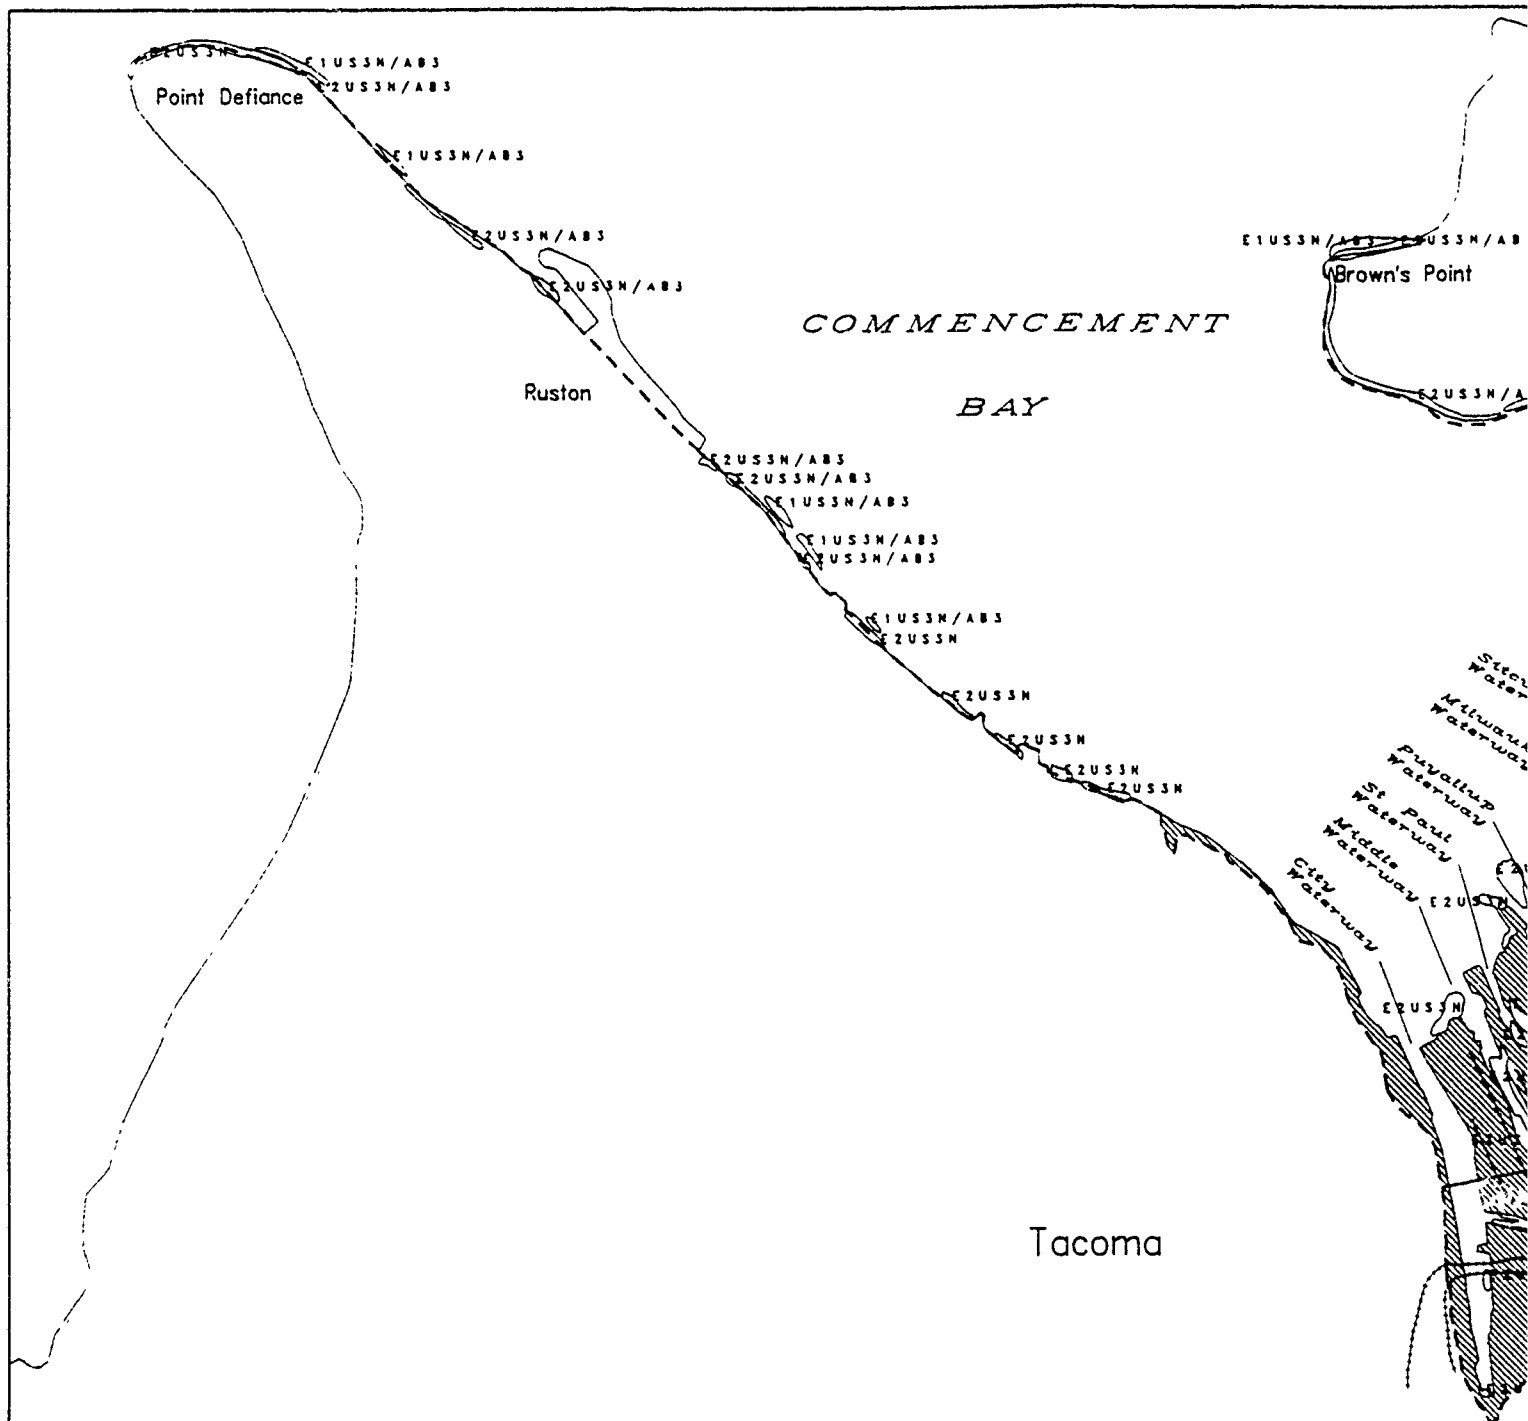 E2US3N
E1US3N/AB3
E2US3N/AB3
Point Defiance
E1US3N/AB3
E2US3N/AB3
E1US3N/AB3
Brown's Point
E2US3N/AB3
COMMENCEMENT
Ruston
BAY
E2US3N/A
E2US3N/AB3
E2US3N/AB3
E1US3N/AB3
E1US3N/AB3
E2US3N/AB3
E1US3N/AB3
E2US3N
E2US3N
E2US3N
E2US3N
E2US3N
Milwauk
Waterway
Puyallup
Waterway
St Paul
Waterway
Middle
Waterway
City
Waterway
E2US3N
E2US3N
Tacoma